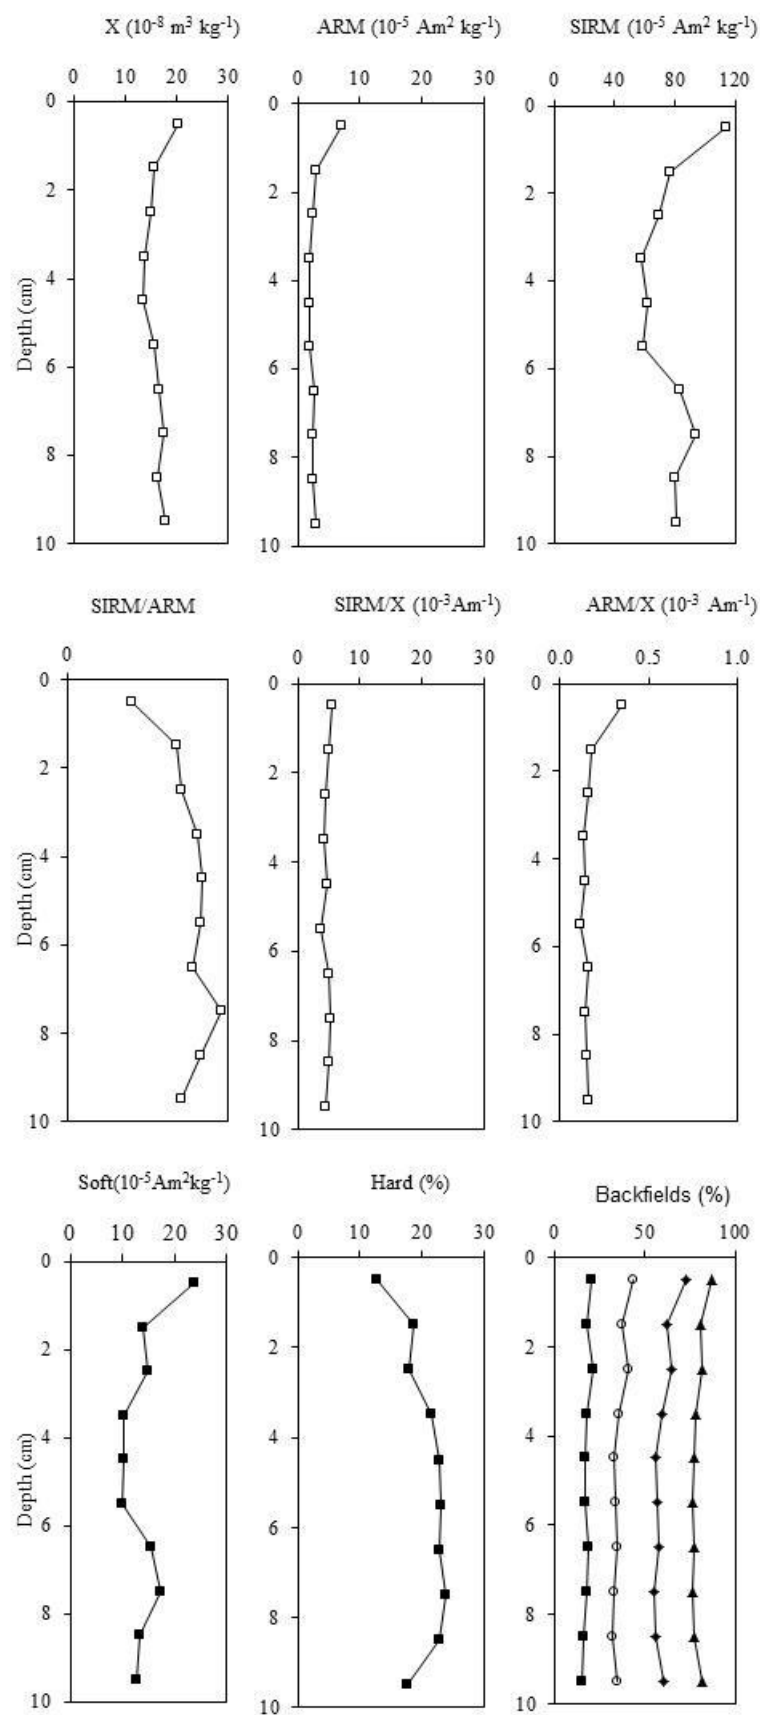 X (10⁻⁸ m³ kg⁻¹) ARM (10⁻⁵ Am² kg⁻¹) SIRM (10⁻⁵ Am² kg⁻¹)
0 10 20 30 0 10 20 30 0 40 80 120
0 0 0
2 2 2
4 4 4
Depth (cm)
6 6 6
8 8 8
10 10 10
SIRM/ARM SIRM/X (10⁻³Am⁻¹) ARM/X (10⁻³ Am⁻¹)
0 0 10 20 30 0.0 0.5 1.0
0 0 0
2 2 2
4 4 4
Depth (cm)
6 6 6
8 8 8
10 10 10
Soft(10⁻⁵Am²kg⁻¹) Hard (%) Backfields (%)
0 10 20 30 0 10 20 30 0 50 100
0 0 0
2 2 2
4 4 4
Depth (cm)
6 6 6
8 8 8
10 10 10